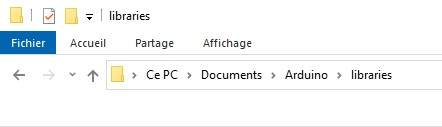 libraries
Fichier Accueil Partage Affichage
Ce PC Documents Arduino libraries